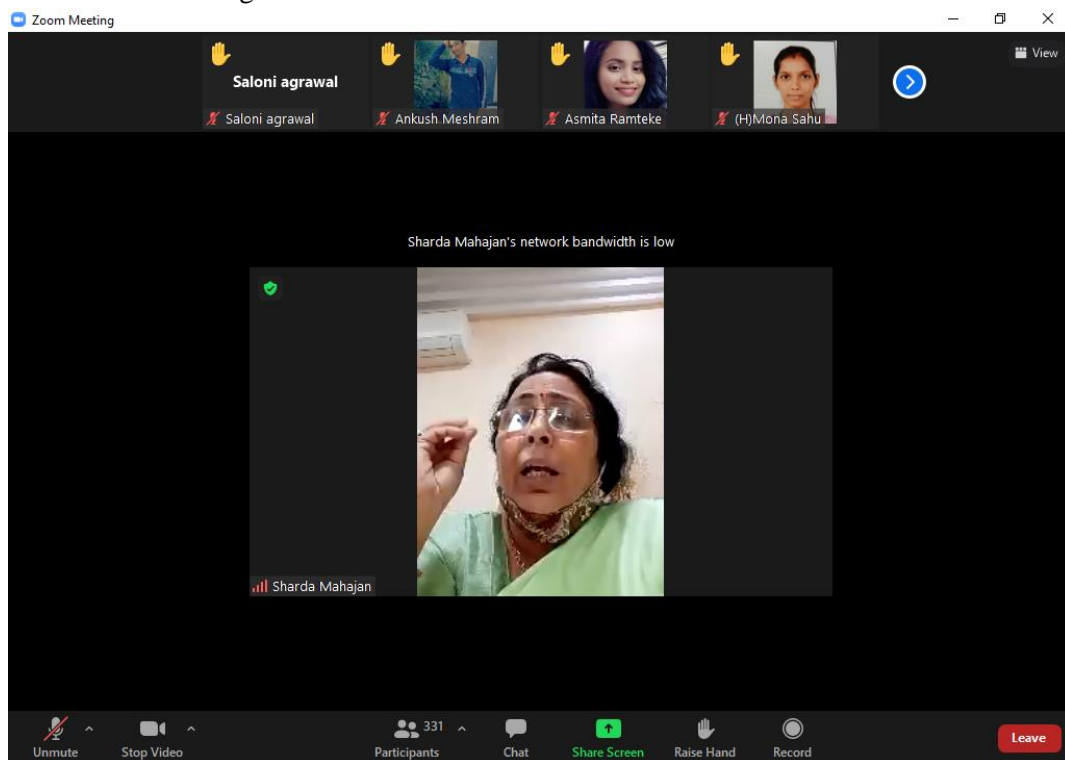 Zoom Meeting
View
Saloni agrawal
Saloni agrawal
Ankush Meshram
Asmita Ramteke
(H)Mona Sahu
Sharda Mahajan's network bandwidth is low
Sharda Mahajan
Unmute
Stop Video
331
Participants
Chat
Share Screen
Raise Hand
Record
Leave